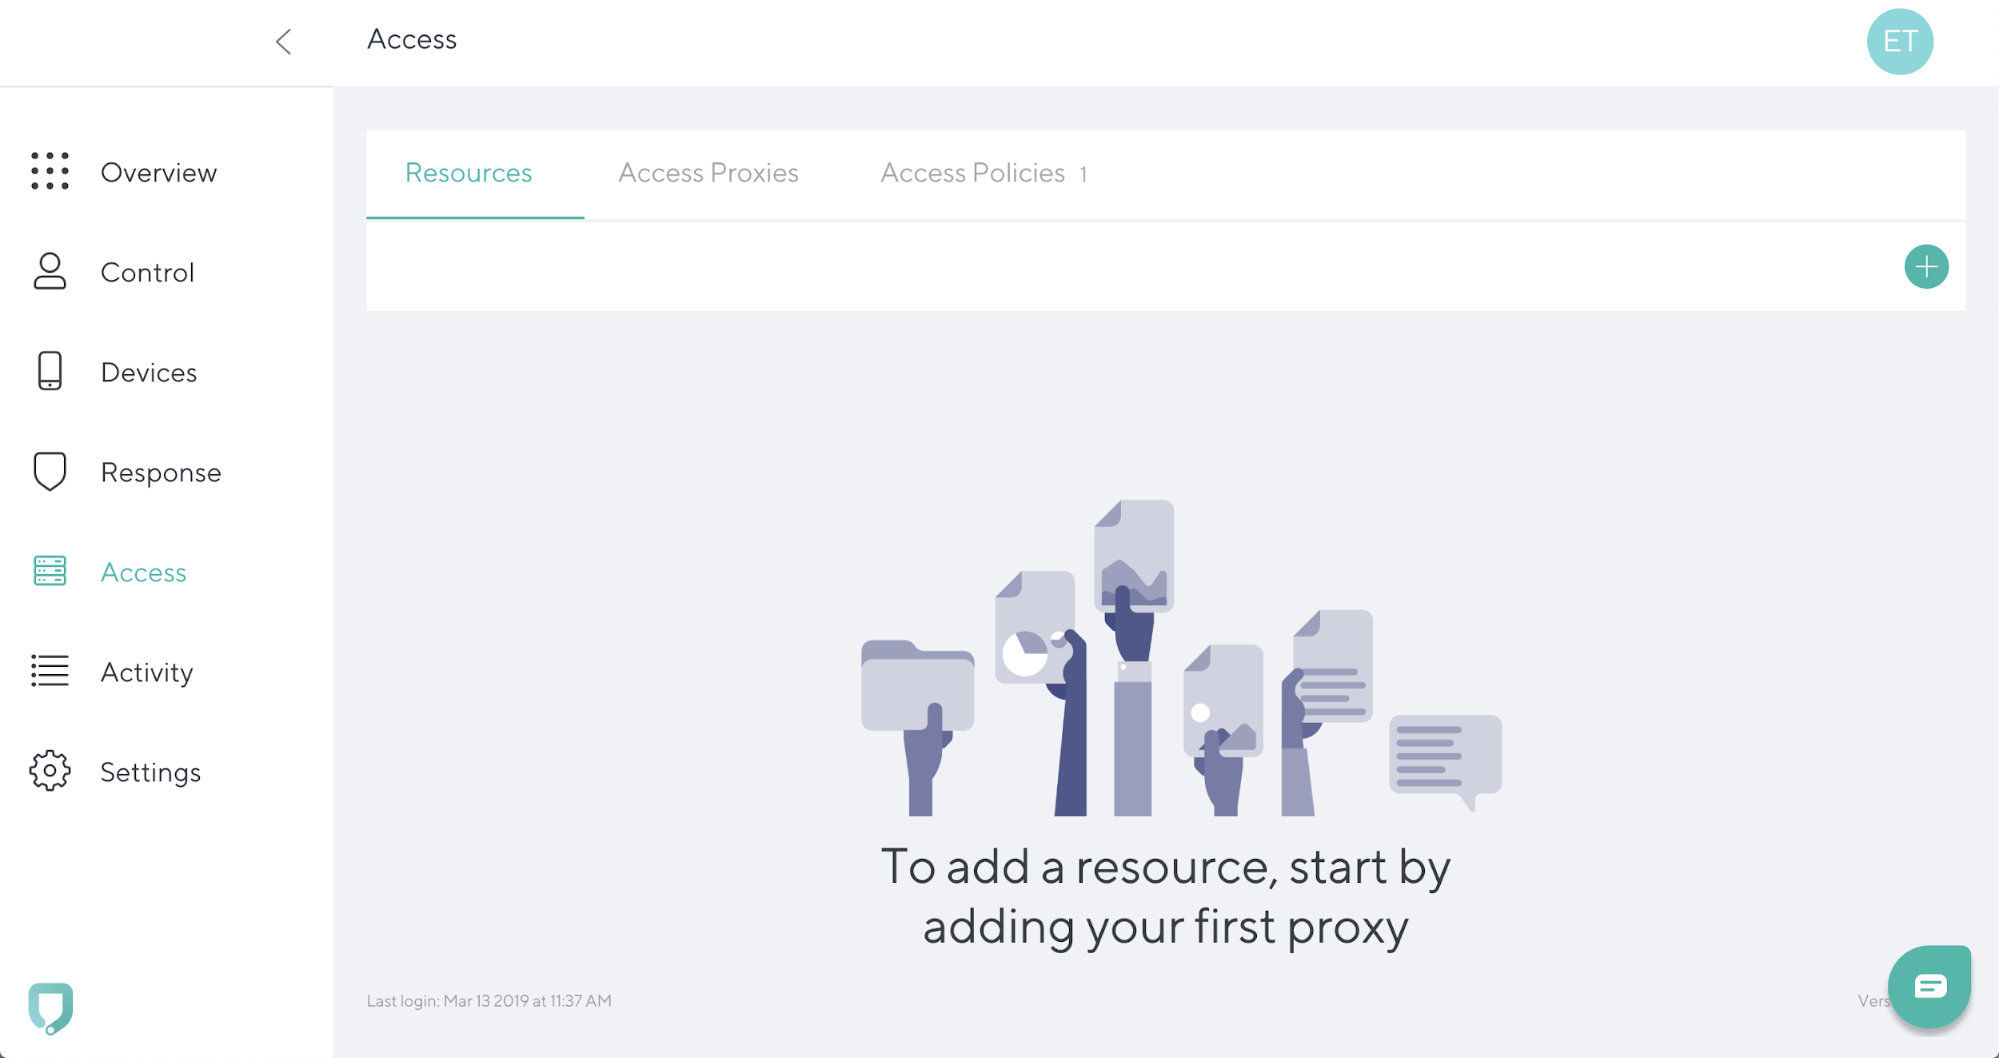 Access
ET
Overview
Control
Devices
Response
Access
Activity
Settings
Resources
Access Proxies
Access Policies 1
To add a resource, start by
adding your first proxy
Last login: Mar 13 2019 at 11:37 AM